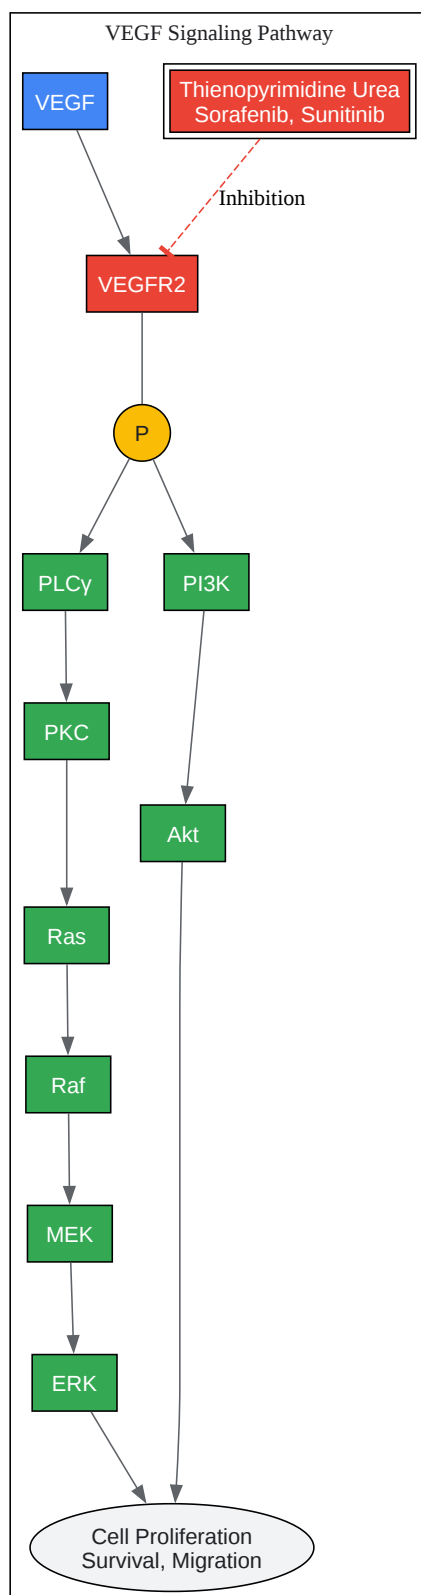 VEGF Signaling Pathway
VEGF
Thienopyrimidine Urea
Sorafenib, Sunitinib
Inhibition
VEGFR2
P
PLCγ
PI3K
PKC
Akt
Ras
Raf
MEK
ERK
Cell Proliferation
Survival, Migration